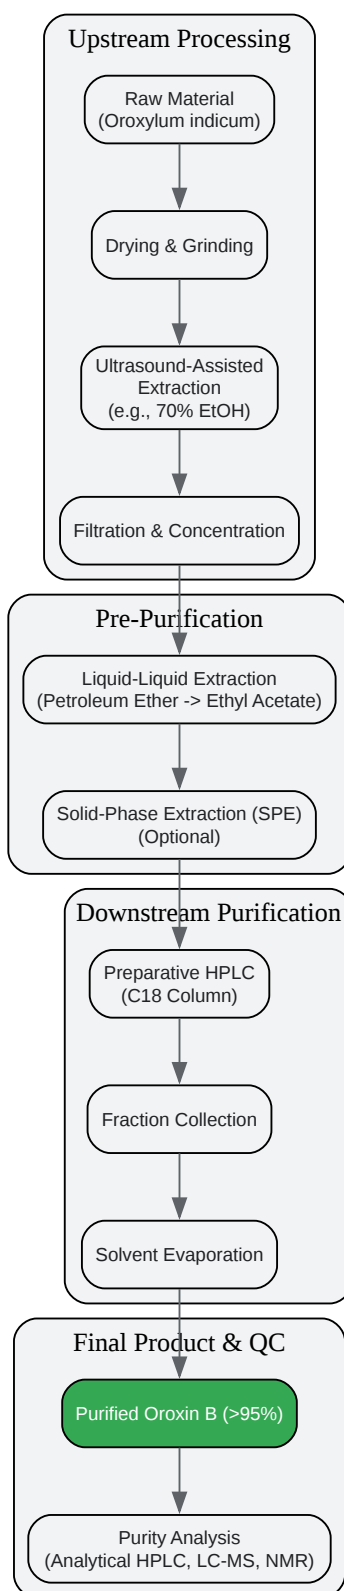 Upstream Processing
Raw Material
(Oroxylum indicum)
Drying & Grinding
Ultrasound-Assisted
Extraction
(e.g., 70% EtOH)
Filtration & Concentration
Pre-Purification
Liquid-Liquid Extraction
(Petroleum Ether -> Ethyl Acetate)
Solid-Phase Extraction (SPE)
(Optional)
Downstream Purification
Preparative HPLC
(C18 Column)
Fraction Collection
Solvent Evaporation
Final Product & QC
Purified Oroxin B (>95%)
Purity Analysis
(Analytical HPLC, LC-MS, NMR)